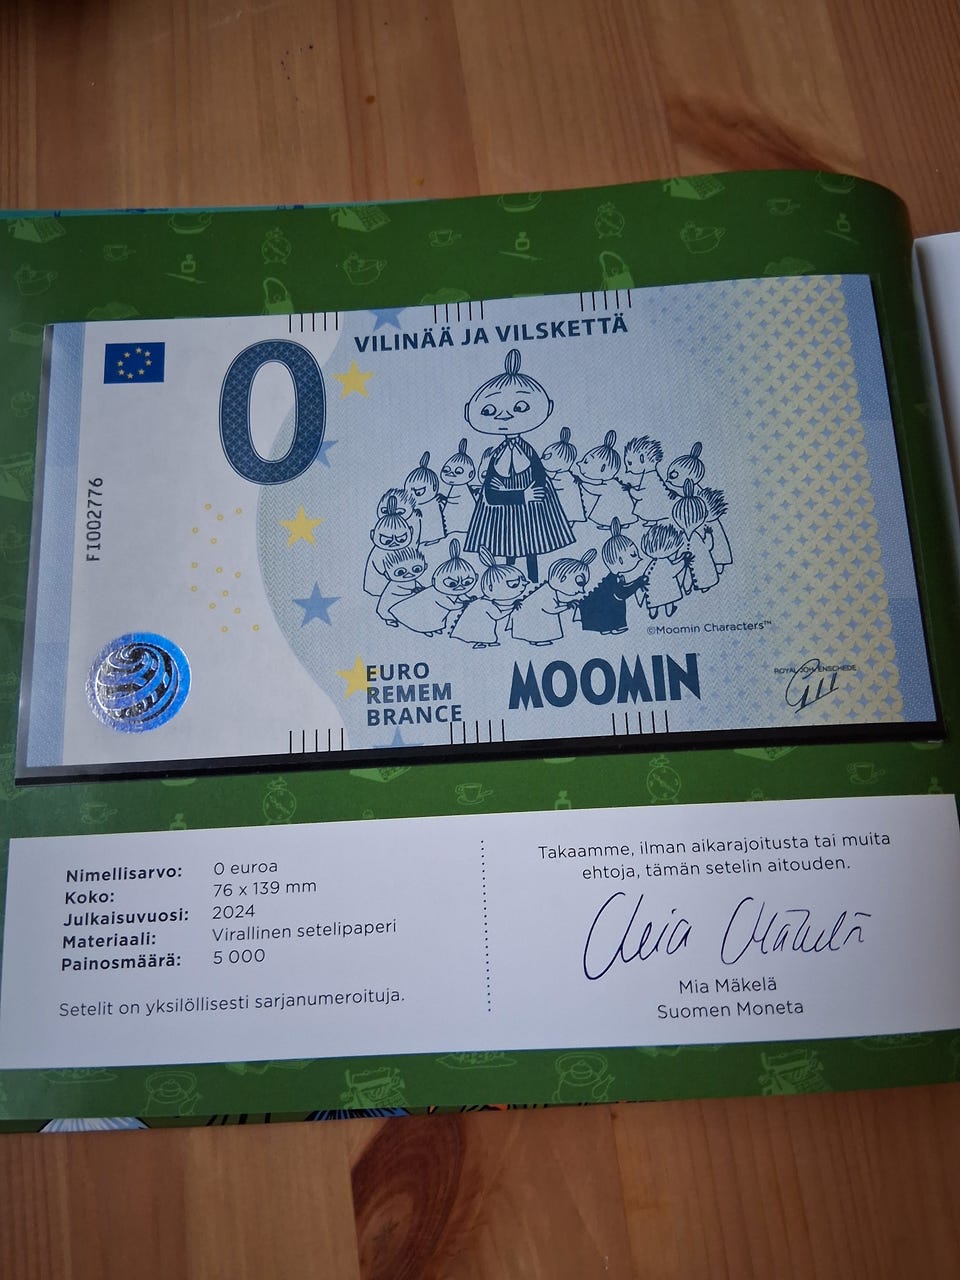 VILINÄÄ JA VILSKETTÄ
0
FI002776
©Moomin Characters™
EURO
REMEM
BRANCE
MOOMIN
ROYAL JOH. ENSCHEDE
Nimellisarvo: 0 euroa
Koko: 76 x 139 mm
Julkaisuvuosi: 2024
Materiaali: Virallinen setelipaperi
Painosmäärä: 5 000
Setelit on yksilöllisesti sarjanumeroituja.
Takaamme, ilman aikarajoitusta tai muita
ehtoja, tämän setelin aitouden.
Mia Mäkelä
Mia Mäkelä
Suomen Moneta